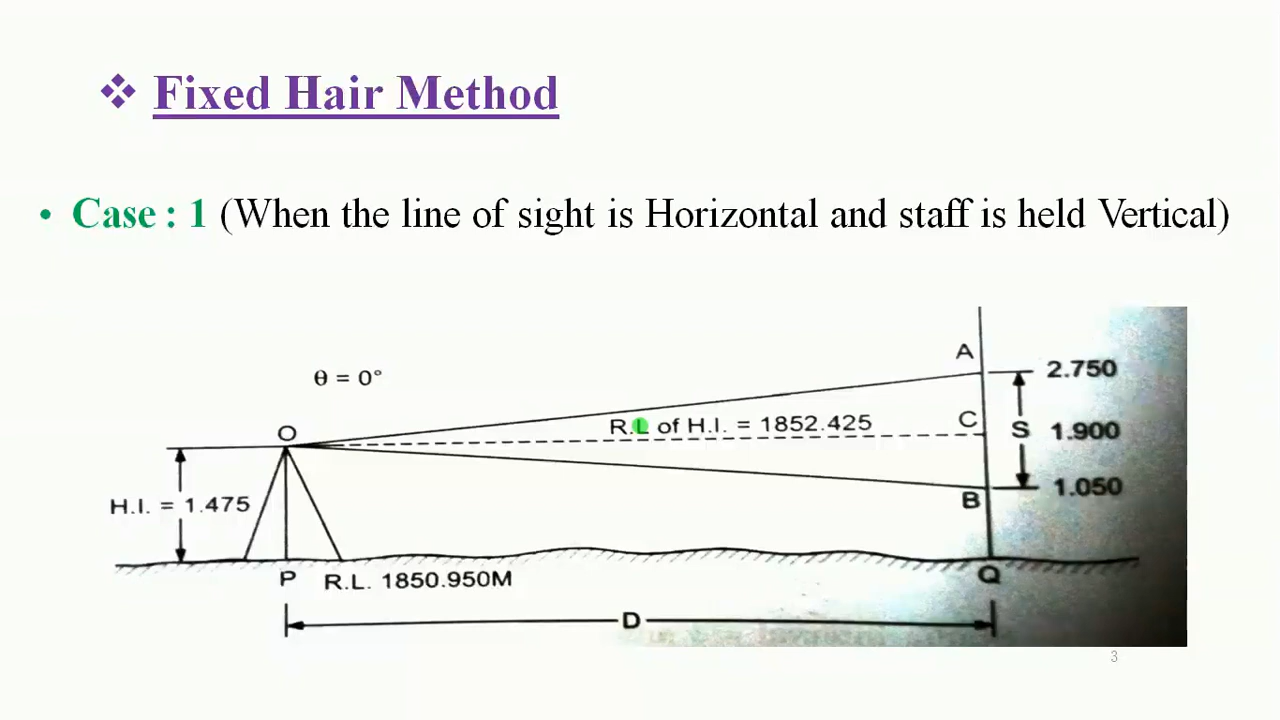 ❖ Fixed Hair Method
• Case : 1 (When the line of sight is Horizontal and staff is held Vertical)
θ = 0°
A
2.750
O
R.L of H.I. = 1852.425
C
S
1.900
H.I. = 1.475
B
1.050
P
R.L. 1850.950M
Q
D
3